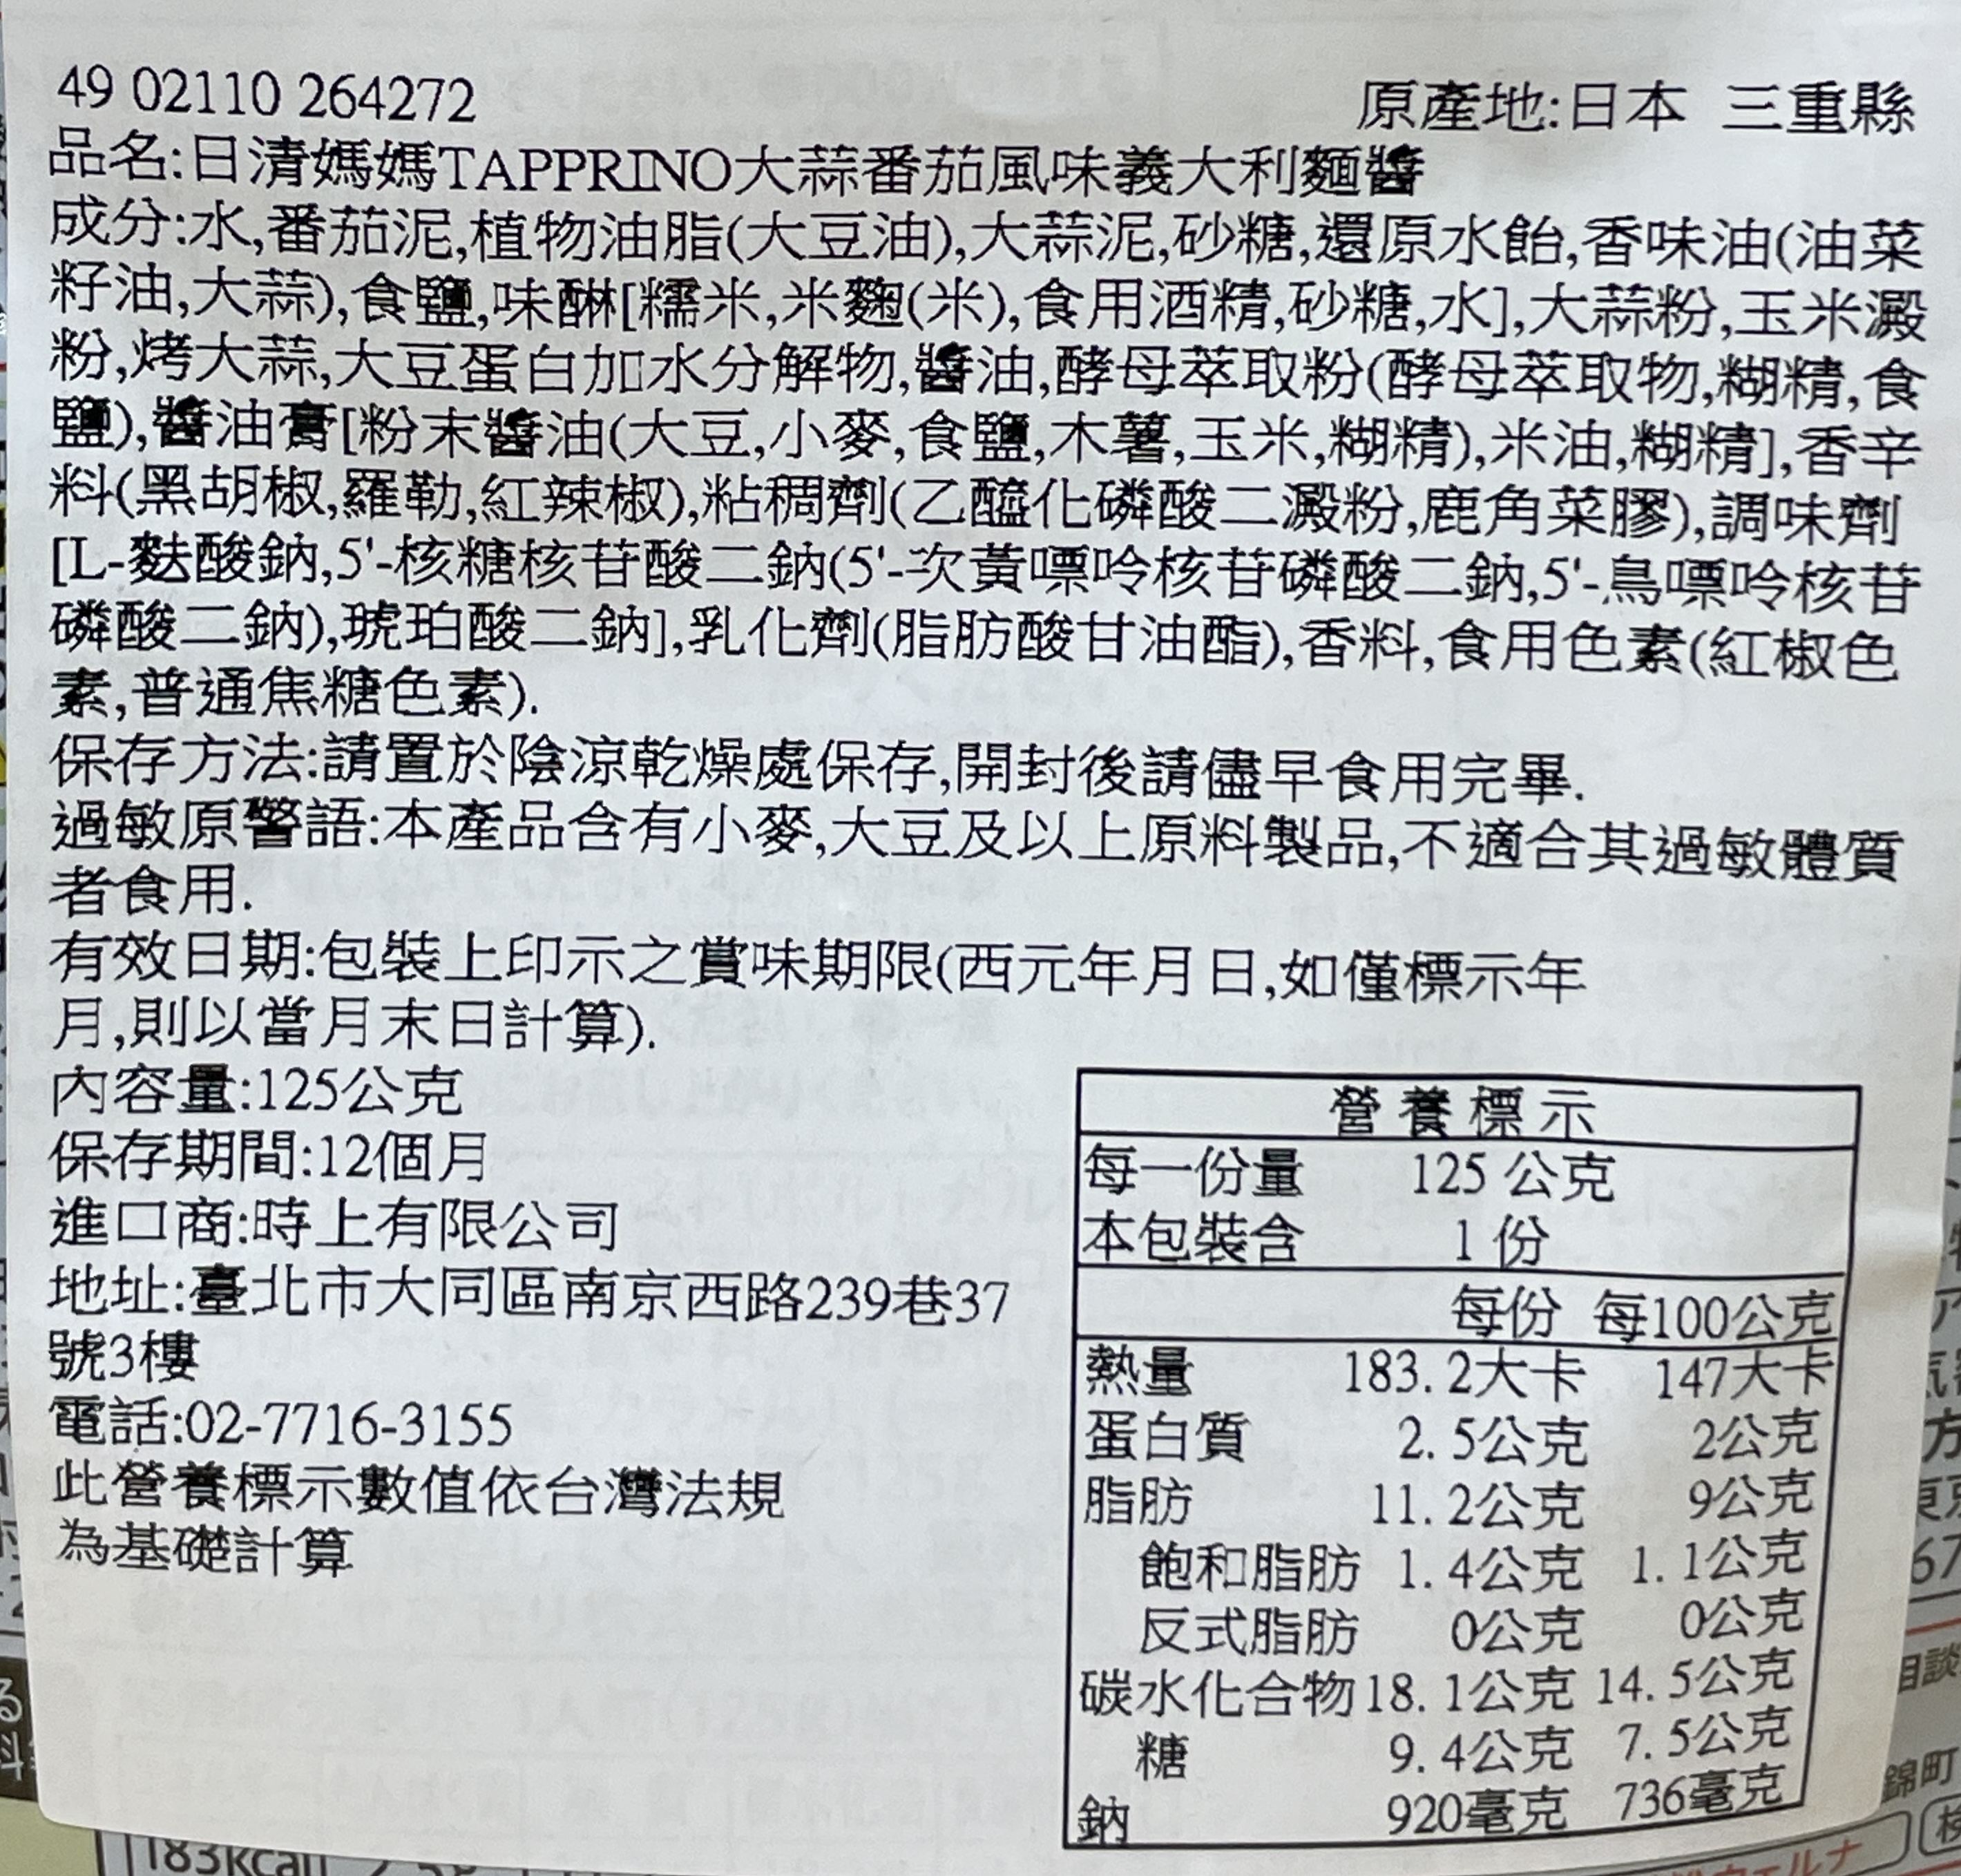 49 02110 264272 原產地:日本 三重縣
品名:日清媽媽TAPPRINO大蒜番茄風味義大利麵醬
成分:水,番茄泥,植物油脂(大豆油),大蒜泥,砂糖,還原水飴,香味油(油菜
籽油,大蒜),食鹽,味醂[糯米,米麴(米),食用酒精,砂糖,水],大蒜粉,玉米澱
粉,烤大蒜,大豆蛋白加水分解物,醬油,酵母萃取粉(酵母萃取物,糊精,食
鹽),醬油膏[粉末醬油(大豆,小麥,食鹽,木薯,玉米,糊精),米油,糊精],香辛
料(黑胡椒,羅勒,紅辣椒),粘稠劑(乙醯化磷酸二澱粉,鹿角菜膠),調味劑
[L-麩酸鈉,5'-核糖核苷酸二鈉(5'-次黃嘌呤核苷磷酸二鈉,5'-鳥嘌呤核苷
磷酸二鈉),琥珀酸二鈉],乳化劑(脂肪酸甘油酯),香料,食用色素(紅椒色
素,普通焦糖色素).
保存方法:請置於陰涼乾燥處保存,開封後請儘早食用完畢.
過敏原警語:本產品含有小麥,大豆及以上原料製品,不適合其過敏體質
者食用.
有效日期:包裝上印示之賞味期限(西元年月日,如僅標示年
月,則以當月末日計算).
內容量:125公克
保存期間:12個月
進口商:時上有限公司
地址:臺北市大同區南京西路239巷37
號3樓
電話:02-7716-3155
此營養標示數值依台灣法規
為基礎計算
營養標示
每一份量 125 公克
本包裝含 1 份
每份 每100公克
熱量 183.2大卡 147大卡
蛋白質 2.5公克 2公克
脂肪 11.2公克 9公克
飽和脂肪 1.4公克 1.1公克
反式脂肪 0公克 0公克
碳水化合物 18.1公克 14.5公克
糖 9.4公克 7.5公克
鈉 920毫克 736毫克
183kcal